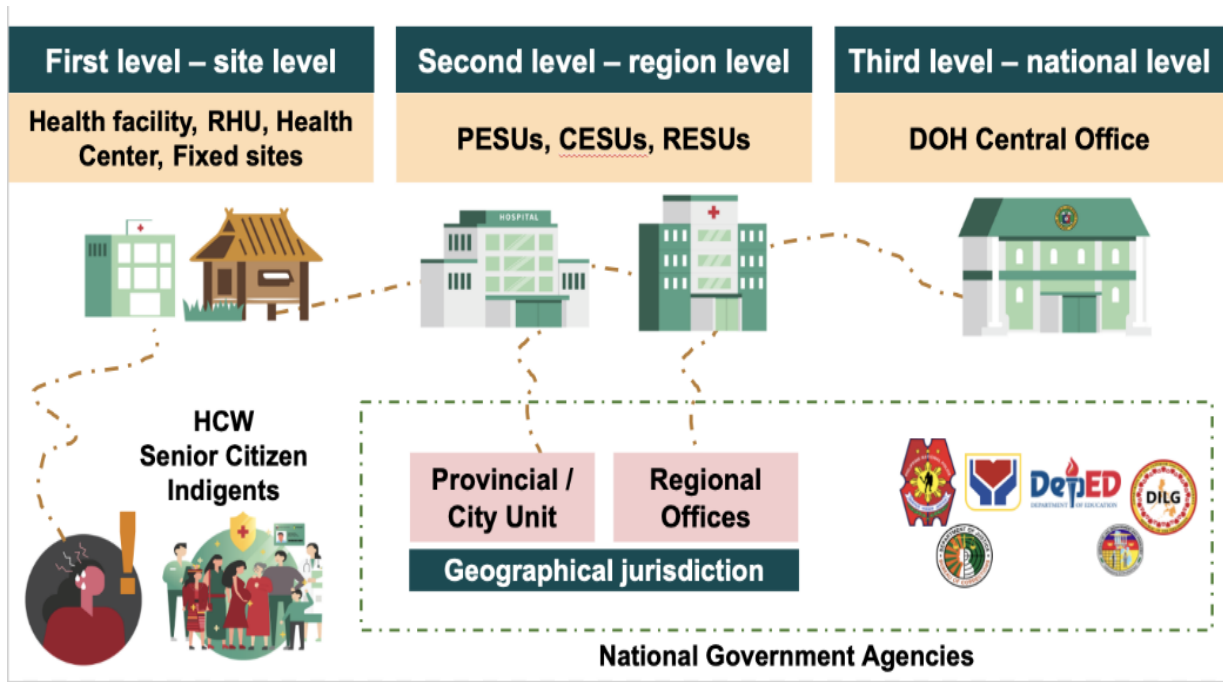 First level – site level
Health facility, RHU, Health
Center, Fixed sites
Second level – region level
PESUs, CESUs, RESUs
Third level – national level
DOH Central Office
HOSPITAL
HCW
Senior Citizen
Indigents
Provincial /
City Unit
Regional
Offices
Geographical jurisdiction
DepED
DEPARTMENT OF EDUCATION
DILG
National Government Agencies